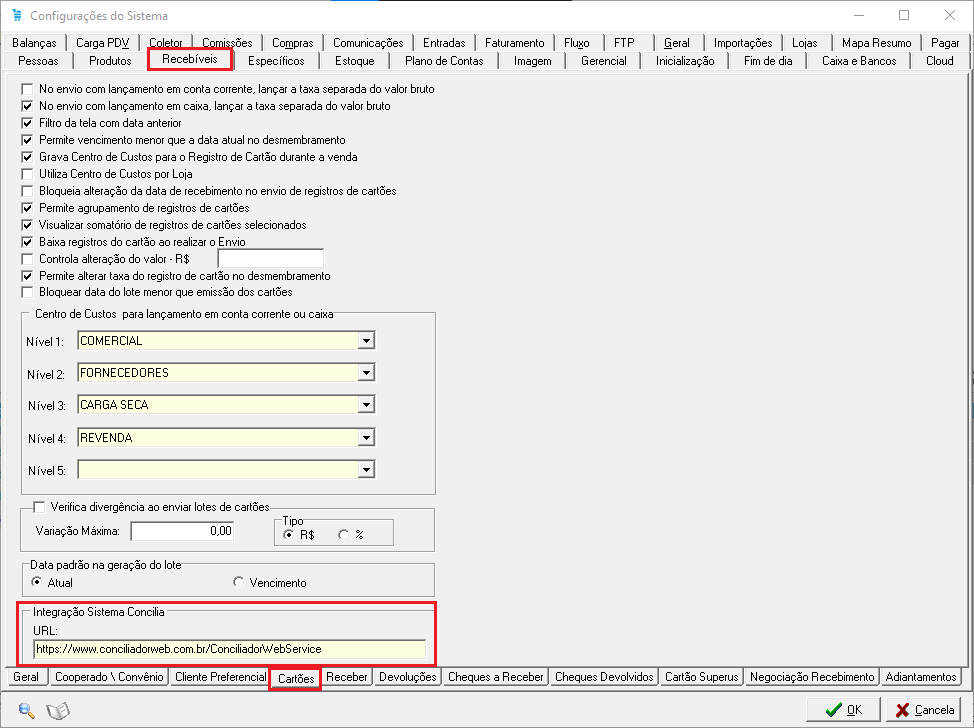 Configurações do Sistema
Balanças Carga PDV Coletor Comissões Compras Comunicações Entradas Faturamento Fluxo FTP Geral Importações Lojas Mapa Resumo Pagar
Pessoas Produtos Recebíveis Específicos Estoque Plano de Contas Imagem Gerencial Inicialização Fim de dia Caixa e Bancos Cloud
No envio com lançamento em conta corrente, lançar a taxa separada do valor bruto
No envio com lançamento em caixa, lançar a taxa separada do valor bruto
Filtro da tela com data anterior
Permite vencimento menor que a data atual no desmembramento
Grava Centro de Custos para o Registro de Cartão durante a venda
Utiliza Centro de Custos por Loja
Bloqueia alteração da data de recebimento no envio de registros de cartões
Permite agrupamento de registros de cartões
Visualizar somatório de registros de cartões selecionados
Baixa registros do cartão ao realizar o Envio
Controla alteração do valor - R$
Permite alterar taxa do registro de cartão no desmembramento
Bloquear data do lote menor que emissão dos cartões
Centro de Custos para lançamento em conta corrente ou caixa
Nível 1: COMERCIAL
Nível 2: FORNECEDORES
Nível 3: CARGA SECA
Nível 4: REVENDA
Nível 5:
Verifica divergência ao enviar lotes de cartões
Variação Máxima: 0,00
Tipo
R$ %
Data padrão na geração do lote
Atual Vencimento
Integração Sistema Concilia
URL:
https://www.conciliadorweb.com.br/ConciliadorWebService
Geral Cooperado \ Convênio Cliente Preferencial Cartões Receber Devoluções Cheques a Receber Cheques Devolvidos Cartão Superus Negociação Recebimento Adiantamentos
OK Cancela